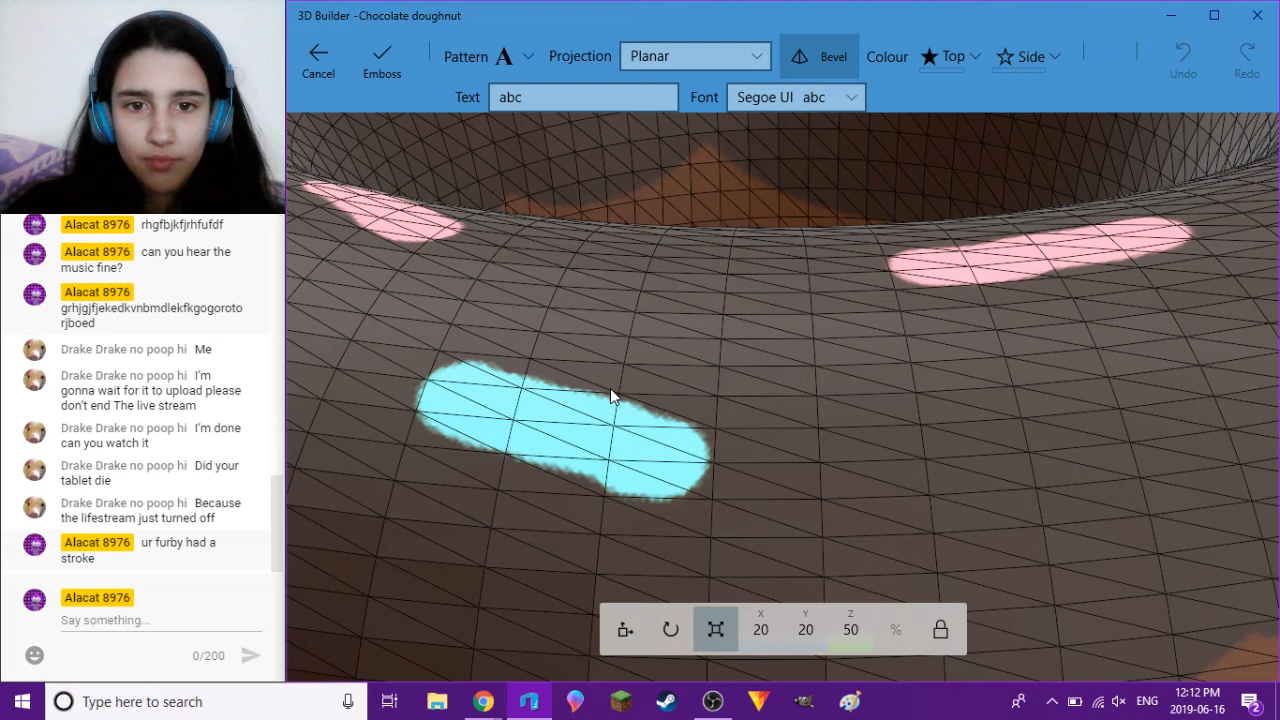 3D Builder -Chocolate doughnut
Cancel
Emboss
Pattern A
Projection Planar
Bevel
Colour
Top
Side
Undo
Redo
Text abc
Font Segoe UI abc
Alacat 8976 rhgfbjkfjrhfufdf
Alacat 8976 can you hear the
music fine?
Alacat 8976
grhjgjfjekedkvnbmdlekfkgogoroto
rjboed
Drake Drake no poop hi Me
Drake Drake no poop hi I'm
gonna wait for it to upload please
don't end The live stream
Drake Drake no poop hi I'm done
can you watch it
Drake Drake no poop hi Did your
tablet die
Drake Drake no poop hi Because
the lifestream just turned off
Alacat 8976 ur furby had a
stroke
Alacat 8976
Say something...
0/200
X Y Z
20 20 50 %
Type here to search
ENG
12:12 PM
2019-06-16
2